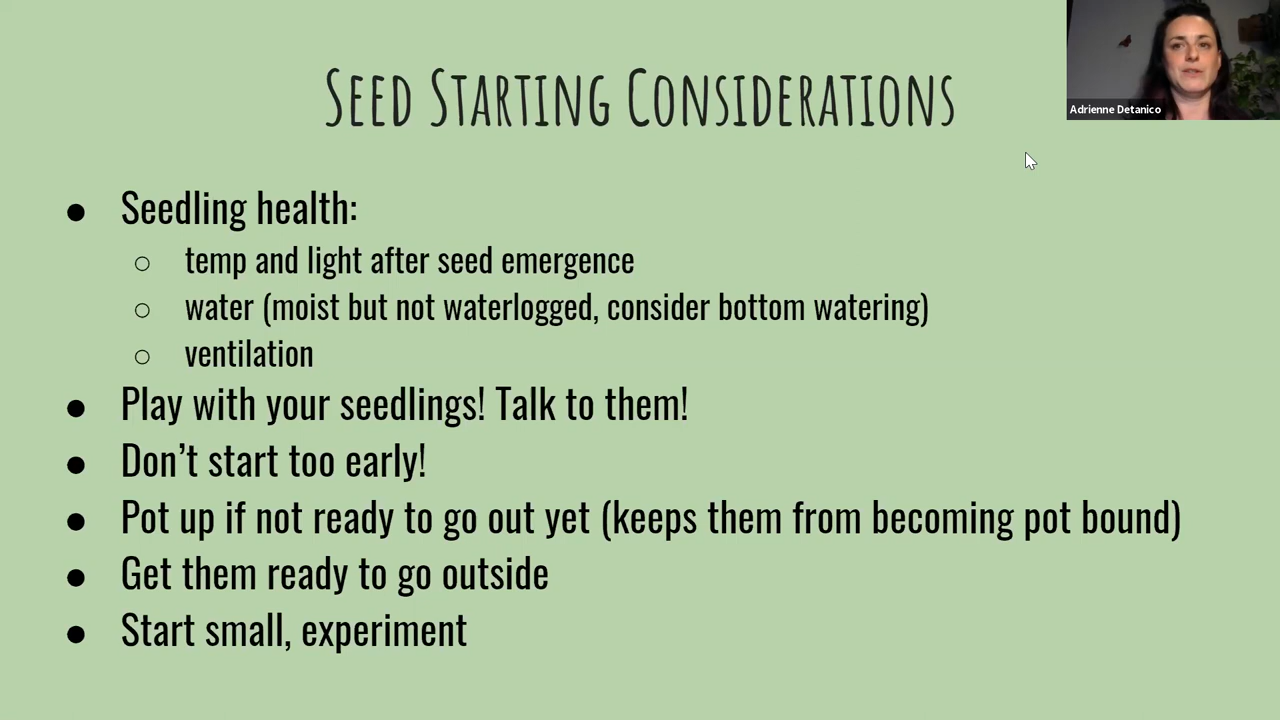 Seed Starting Considerations
Adrienne Detanico
● Seedling health:
○ temp and light after seed emergence
○ water (moist but not waterlogged, consider bottom watering)
○ ventilation
● Play with your seedlings! Talk to them!
● Don’t start too early!
● Pot up if not ready to go out yet (keeps them from becoming pot bound)
● Get them ready to go outside
● Start small, experiment